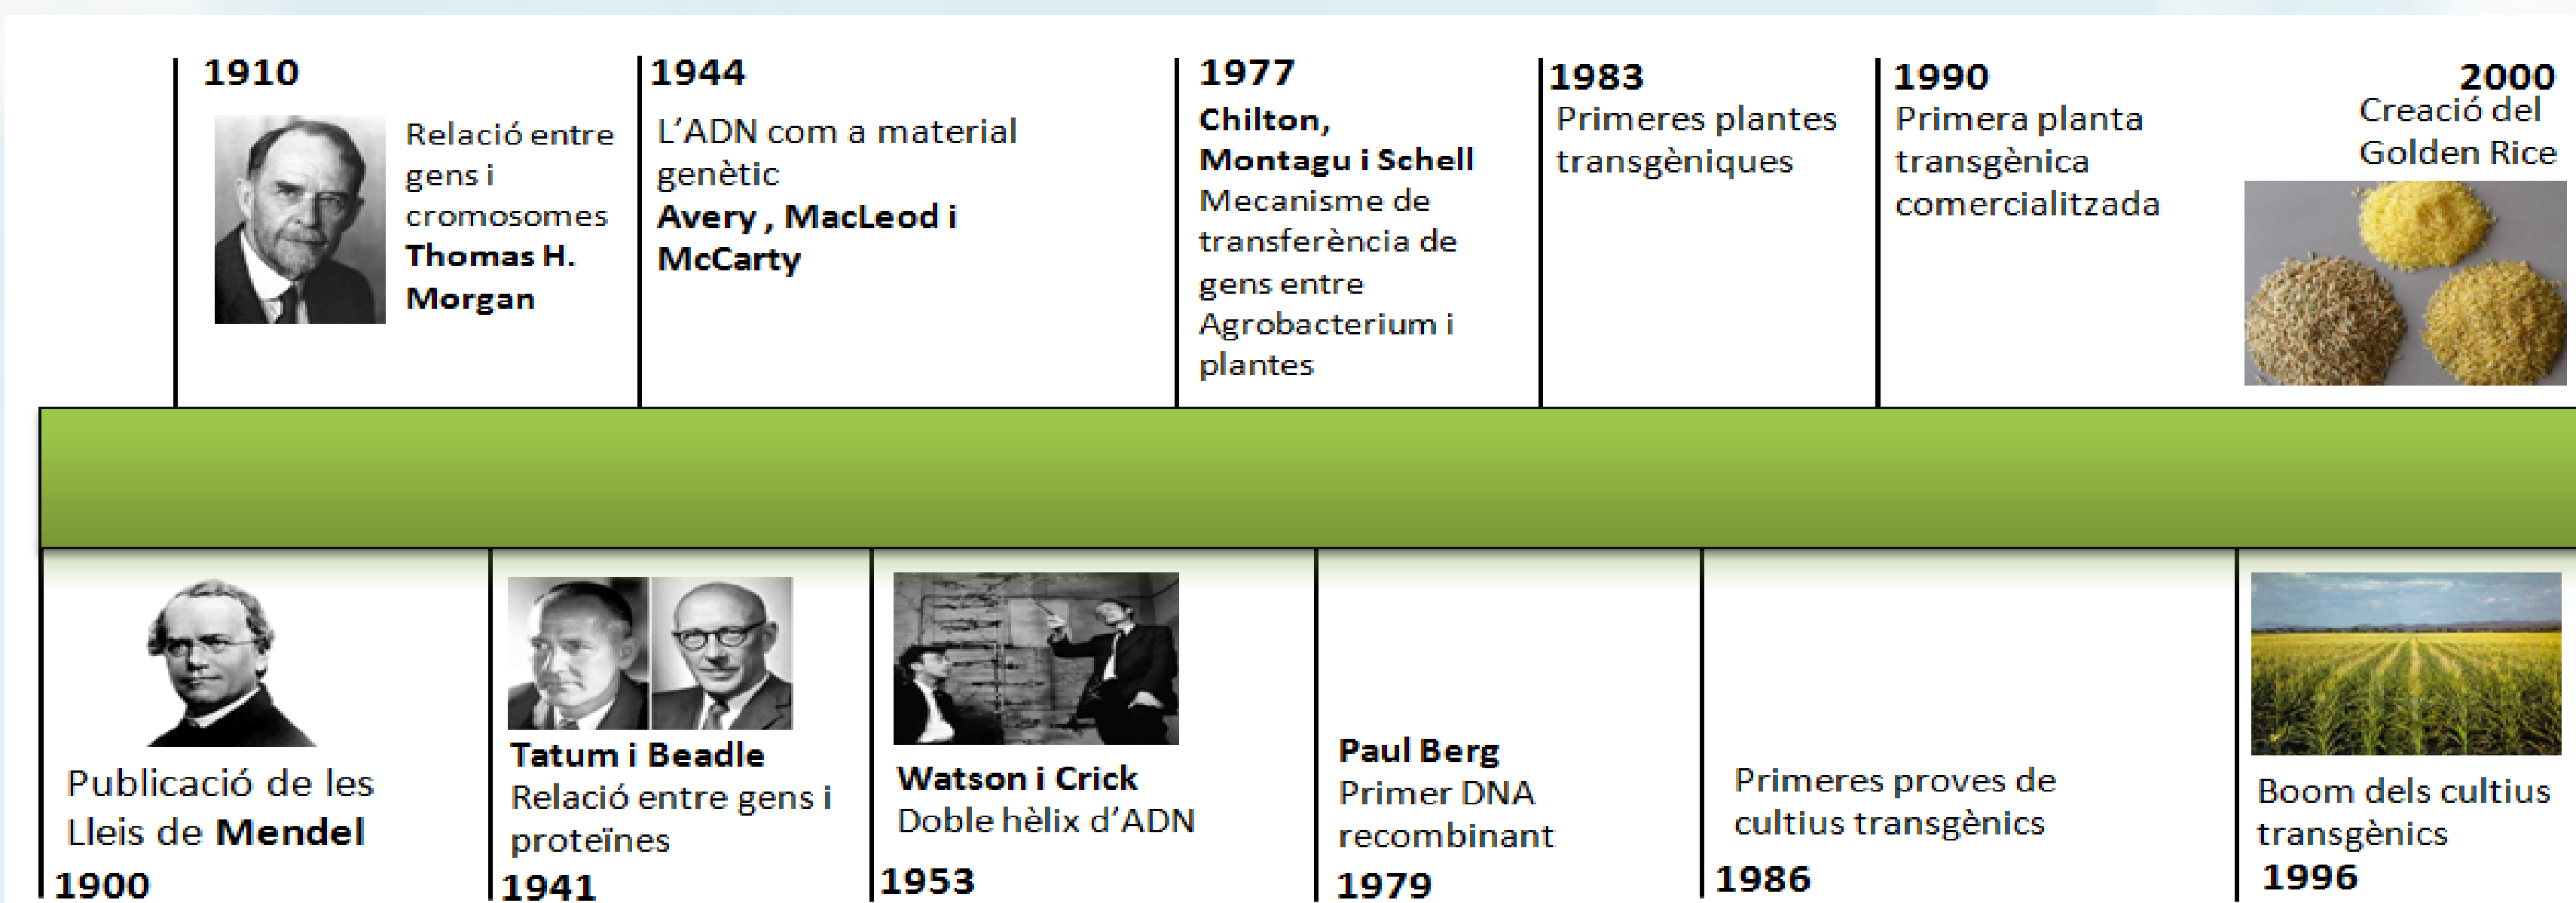 1910
Relació entre
gens i
cromosomes
Thomas H.
Morgan
1944
L'ADN com a material
genètic
Avery , MacLeod i
McCarty
1977
Chilton,
Montagu i Schell
Mecanisme de
transferència de
gens entre
Agrobacterium i
plantes
1983
Primeres plantes
transgèniques
1990
Primera planta
transgènica
comercialitzada
2000
Creació del
Golden Rice
Publicació de les
Lleis de Mendel
1900
Tatum i Beadle
Relació entre gens i
proteïnes
1941
Watson i Crick
Doble hèlix d'ADN
1953
Paul Berg
Primer DNA
recombinant
1979
Primeres proves de
cultius transgènics
1986
Boom dels cultius
transgènics
1996